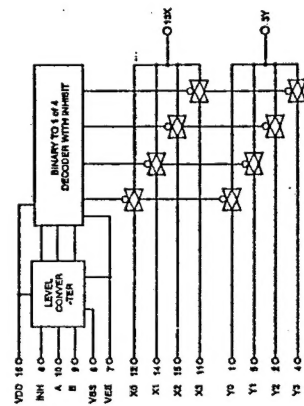 VDD 16
INH 6
A 10
B 9
VSS 8
VEE 7
LEVEL
CONVER
-TER
BINARY TO 1 of 4
DECODER WITH INHIBIT
X0 12
X1 14
X2 15
X3 11
Y0 1
Y1 5
Y2 2
Y3 4
13X
3Y